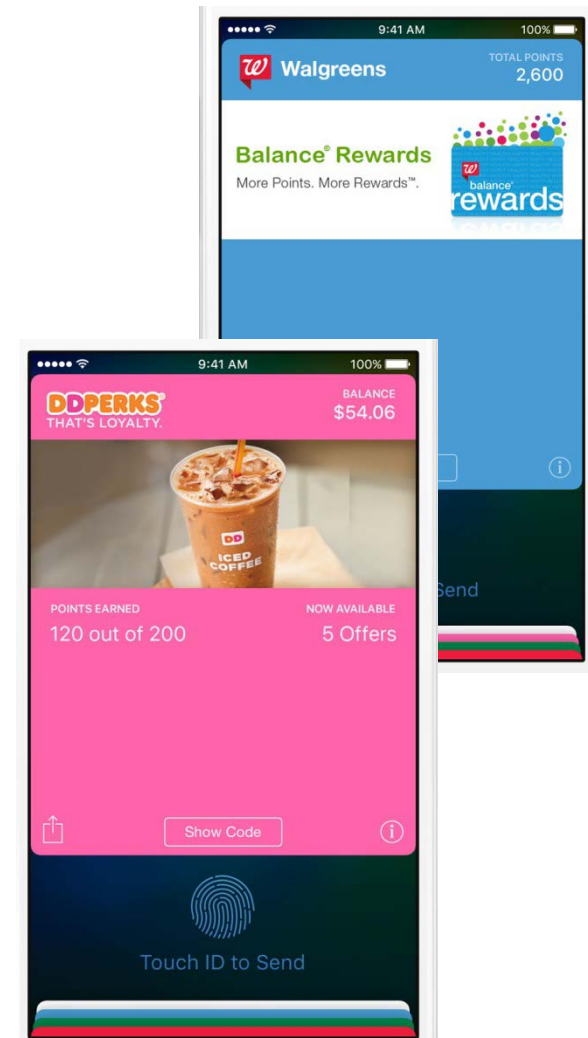 9:41 AM 100%
W Walgreens
TOTAL POINTS
2,600
Balance® Rewards
More Points. More Rewards™.
W
balance®
rewards
i
Send
9:41 AM 100%
DDPERKS®
THAT'S LOYALTY.
BALANCE
$54.06
DD
ICED
COFFEE
POINTS EARNED NOW AVAILABLE
120 out of 200 5 Offers
Show Code
i
Touch ID to Send